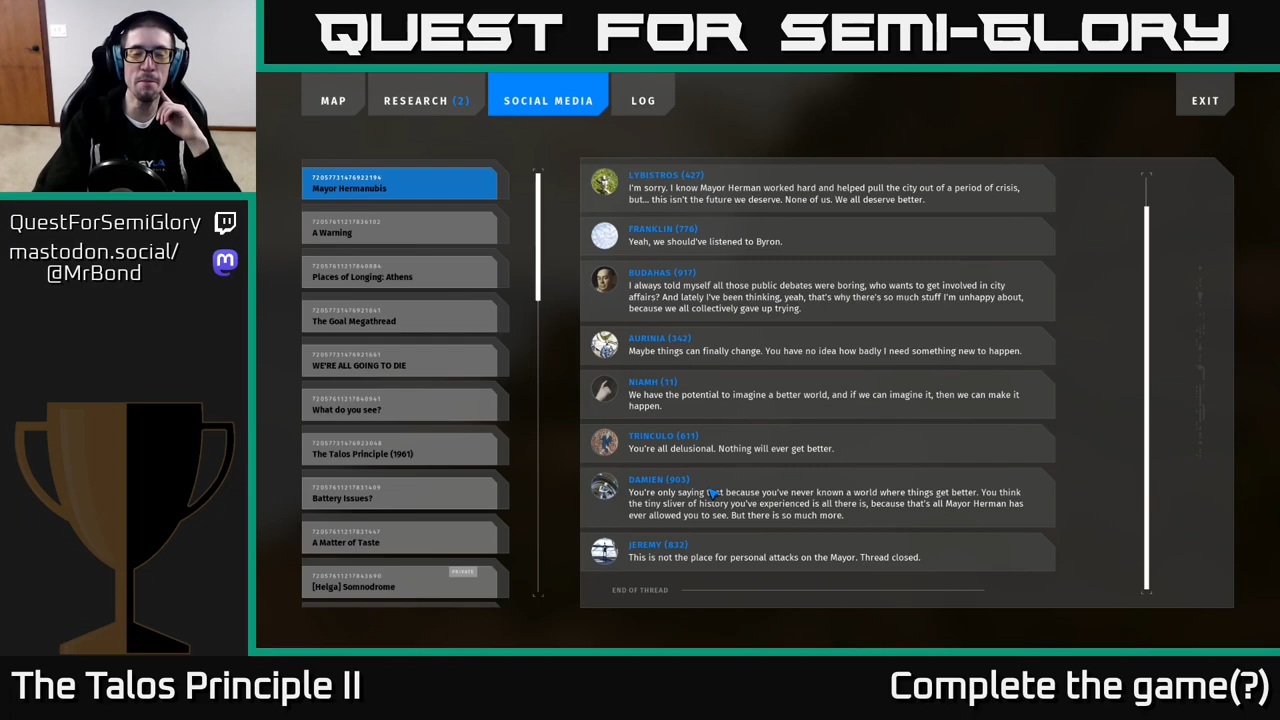 QUEST FOR SEMI-GLORY
MAP
RESEARCH (2)
SOCIAL MEDIA
LOG
EXIT
QuestForSemiGlory
mastodon.social/
@MrBond
72057731476922194
Mayor Hermanubis
72057611217836102
A Warning
72057611217840884
Places of Longing: Athens
72057731476921841
The Goal Megathread
72057731476921661
WE'RE ALL GOING TO DIE
72057611217840941
What do you see?
72057731476923048
The Talos Principle (1961)
72057611217831409
Battery Issues?
72057611217831447
A Matter of Taste
PRIVATE
72057611217843690
[Helga] Somnodrome
LYBISTROS (427)
I'm sorry. I know Mayor Herman worked hard and helped pull the city out of a period of crisis,
but... this isn't the future we deserve. None of us. We all deserve better.
FRANKLIN (776)
Yeah, we should've listened to Byron.
BUDAHAS (917)
I always told myself all those public debates were boring, who wants to get involved in city
affairs? And lately I've been thinking, yeah, that's why there's so much stuff I'm unhappy about,
because we all collectively gave up trying.
AURINIA (342)
Maybe things can finally change. You have no idea how badly I need something new to happen.
NIAMH (11)
We have the potential to imagine a better world, and if we can imagine it, then we can make it
happen.
TRINCULO (611)
You're all delusional. Nothing will ever get better.
DAMIEN (903)
You're only saying that because you've never known a world where things get better. You think
the tiny sliver of history you've experienced is all there is, because that's all Mayor Herman has
ever allowed you to see. But there is so much more.
JEREMY (832)
This is not the place for personal attacks on the Mayor. Thread closed.
END OF THREAD
The Talos Principle II
Complete the game(?)